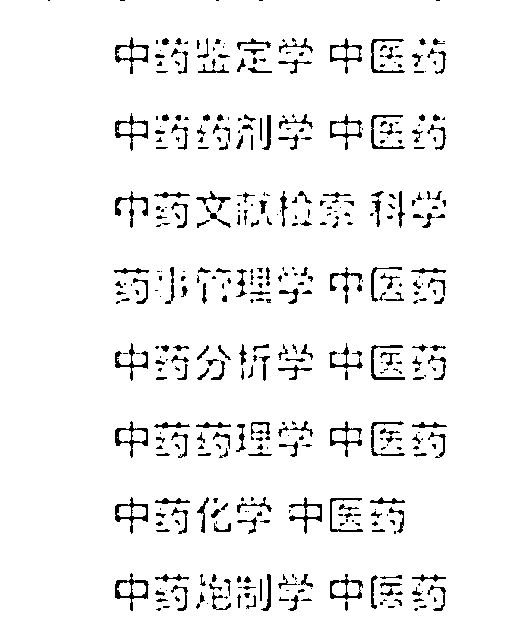 中药鉴定学 中医药
中药药剂学 中医药
中药文献检索 科学
药事管理学 中医药
中药分析学 中医药
中药药理学 中医药
中药化学 中医药
中药炮制学 中医药